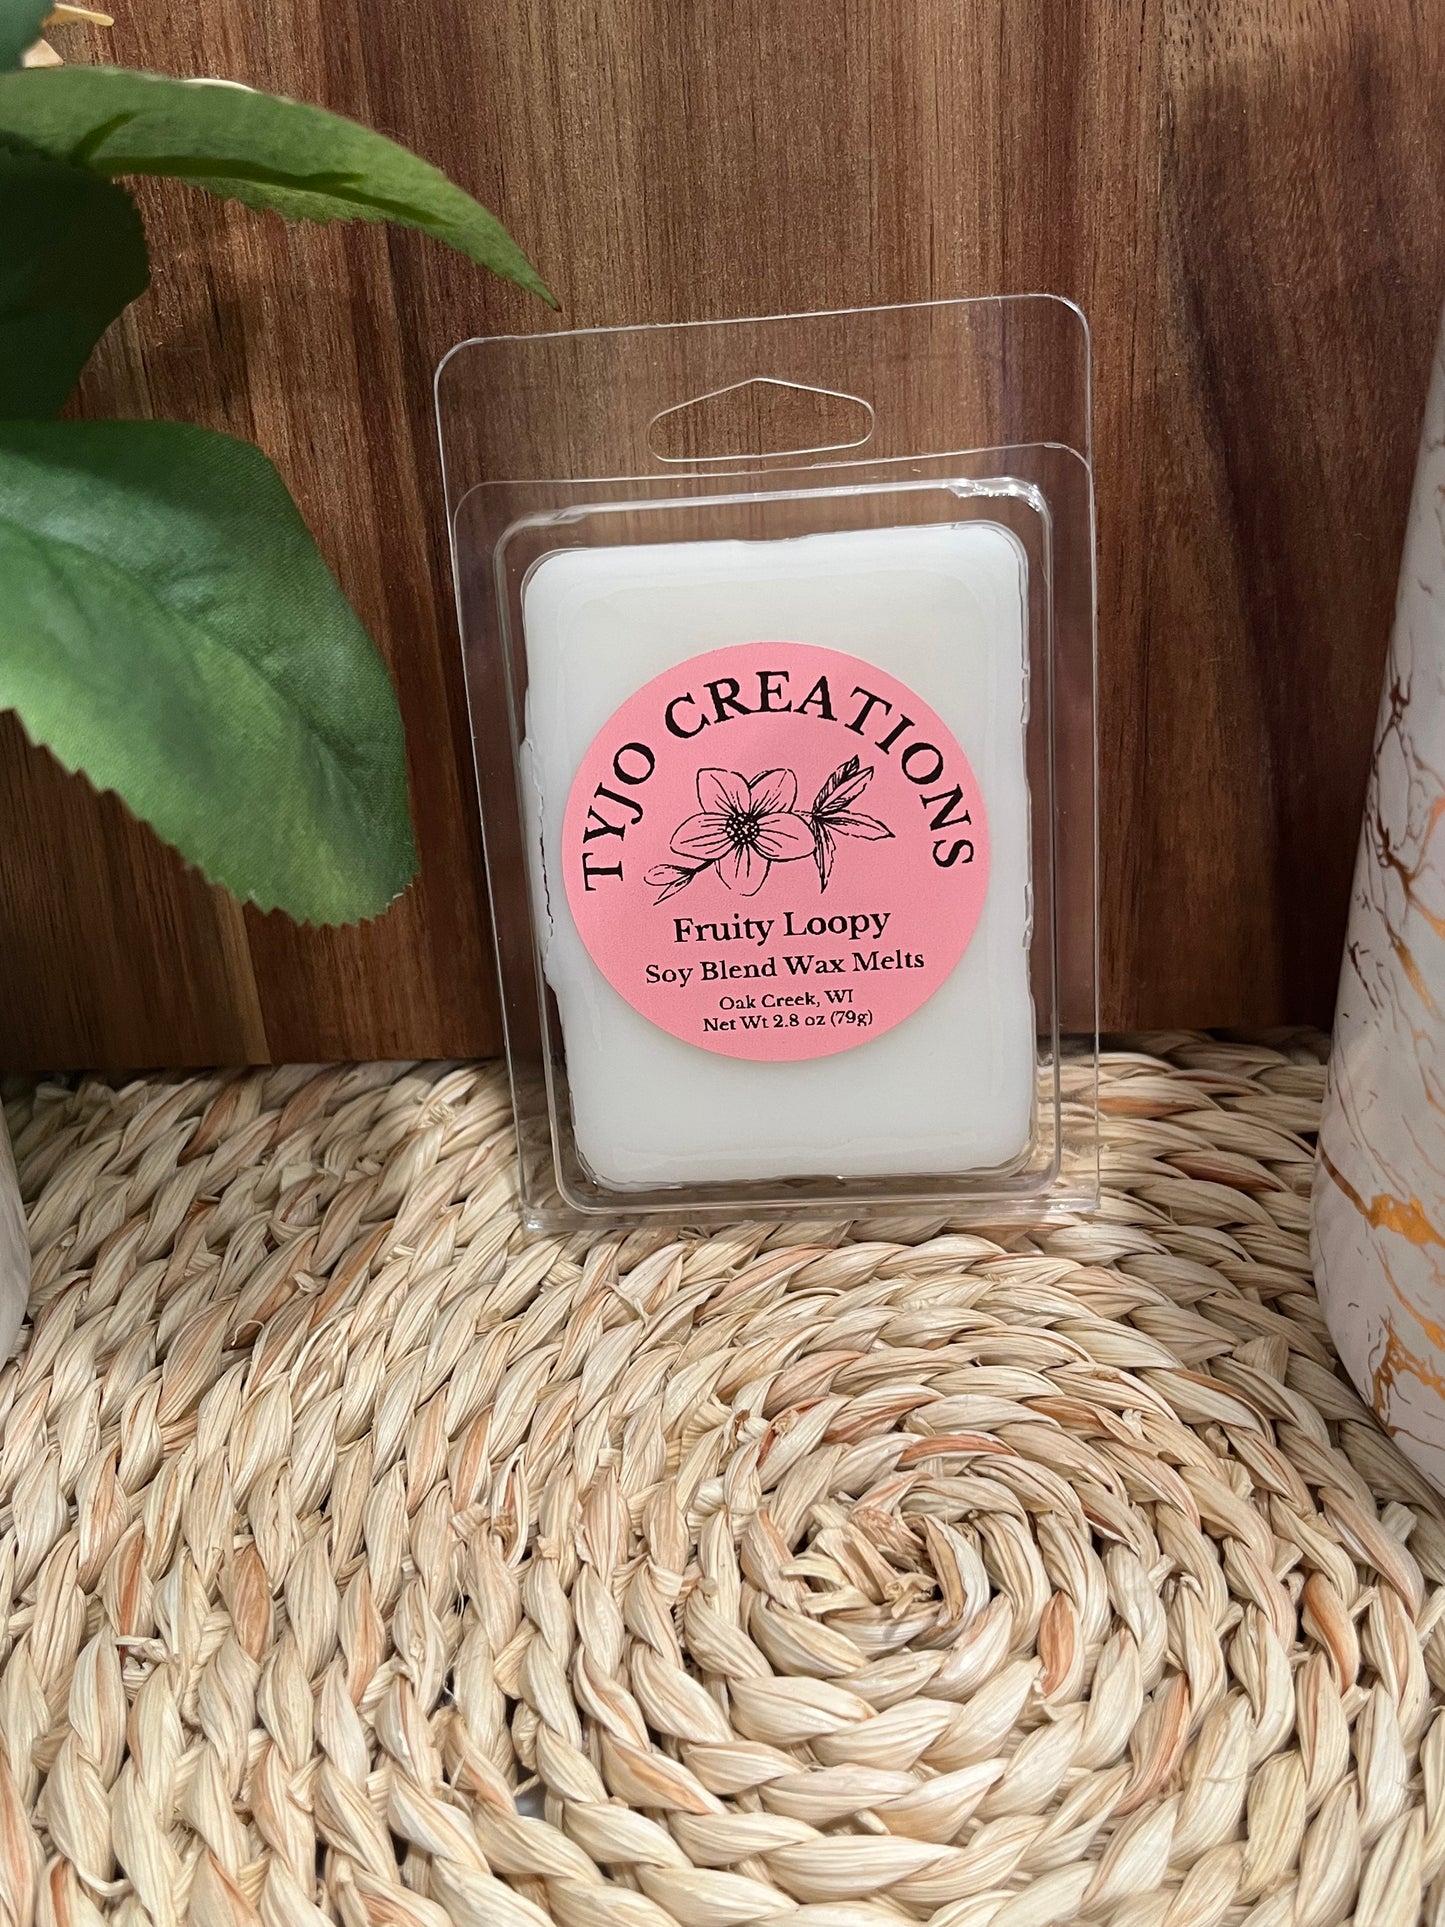 TYJO CREATIONS
Fruity Loopy
Soy Blend Wax Melts
Oak Creek, WI
Net Wt 2.8 oz (79g)